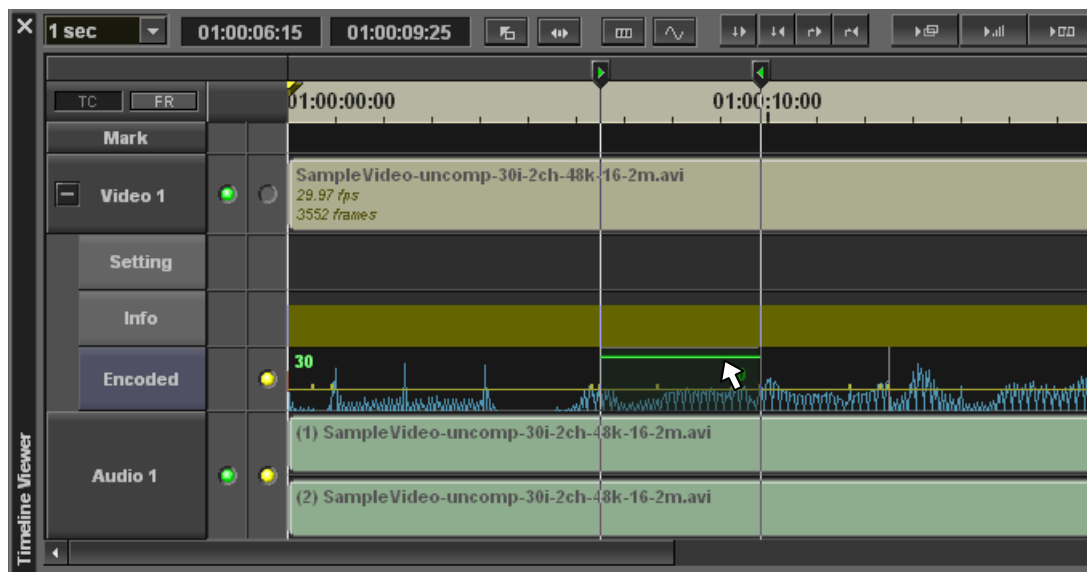 1 sec 01:00:06:15 01:00:09:25
TC FR 01:00:00:00 01:00:10:00
Mark
Video 1 SampleVideo-uncomp-30i-2ch-48k-16-2m.avi
29.97 fps
3552 frames
Setting
Info
30
Encoded
(1) SampleVideo-uncomp-30i-2ch-48k-16-2m.avi
Audio 1
(2) SampleVideo-uncomp-30i-2ch-48k-16-2m.avi
Timeline Viewer